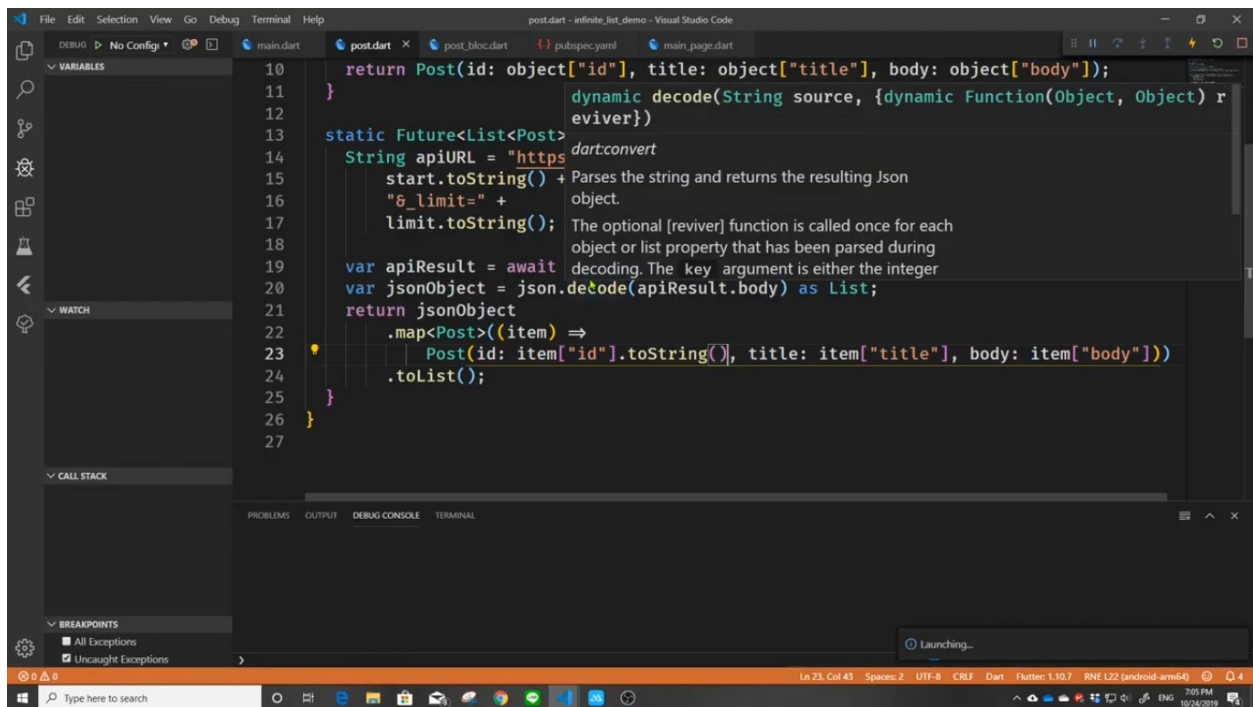 File Edit Selection View Go Debug Terminal Help post.dart - infinite_list_demo - Visual Studio Code
DEBUG No Configı main.dart post.dart × post_bloc.dart pubspec.yaml main_page.dart
VARIABLES
10 return Post(id: object["id"], title: object["title"], body: object["body"]);
11 }
12
dynamic decode(String source, {dynamic Function(Object, Object) r
eviver})
13 static Future<List<Post>
dart:convert
14 String apiURL = "https
15 start.toString() +
Parses the string and returns the resulting Json
object.
16 "&_limit=" +
17 limit.toString();
The optional [reviver] function is called once for each
object or list property that has been parsed during
decoding. The key argument is either the integer
18
19 var apiResult = await
20 var jsonObject = json.decode(apiResult.body) as List;
WATCH
21 return jsonObject
22 .map<Post>((item) ⇒
23 Post(id: item["id"].toString(), title: item["title"], body: item["body"]))
24 .toList();
25 }
26 }
27
CALL STACK
PROBLEMS OUTPUT DEBUG CONSOLE TERMINAL
BREAKPOINTS
All Exceptions
Uncaught Exceptions
Launching...
0 0 Ln 23, Col 43 Spaces: 2 UTF-8 CRLF Dart Flutter: 1.10.7 RNE L22 (android-arm64) 4
Type here to search ENG 7:05 PM
10/24/2019